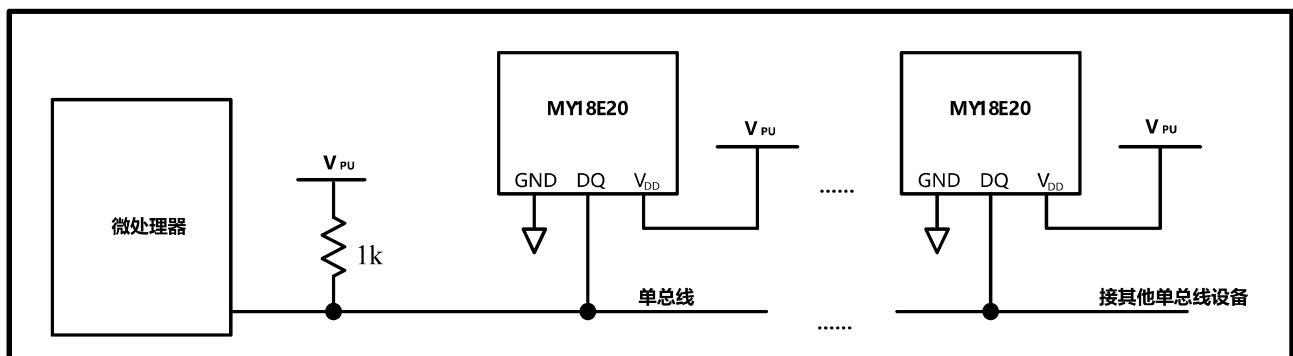 MY18E20
MY18E20
V PU
V PU
V PU
GND DQ VDD
GND DQ VDD
......
微处理器
1k
单总线
接其他单总线设备
......